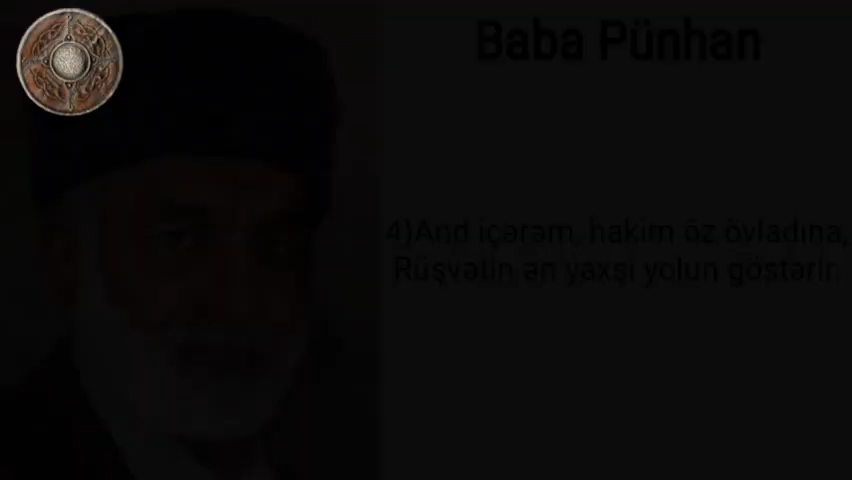 Baba Pünhan
4)And içərəm, hakim öz övladına,
Rüşvətin ən yaxşı yolun göstərir.